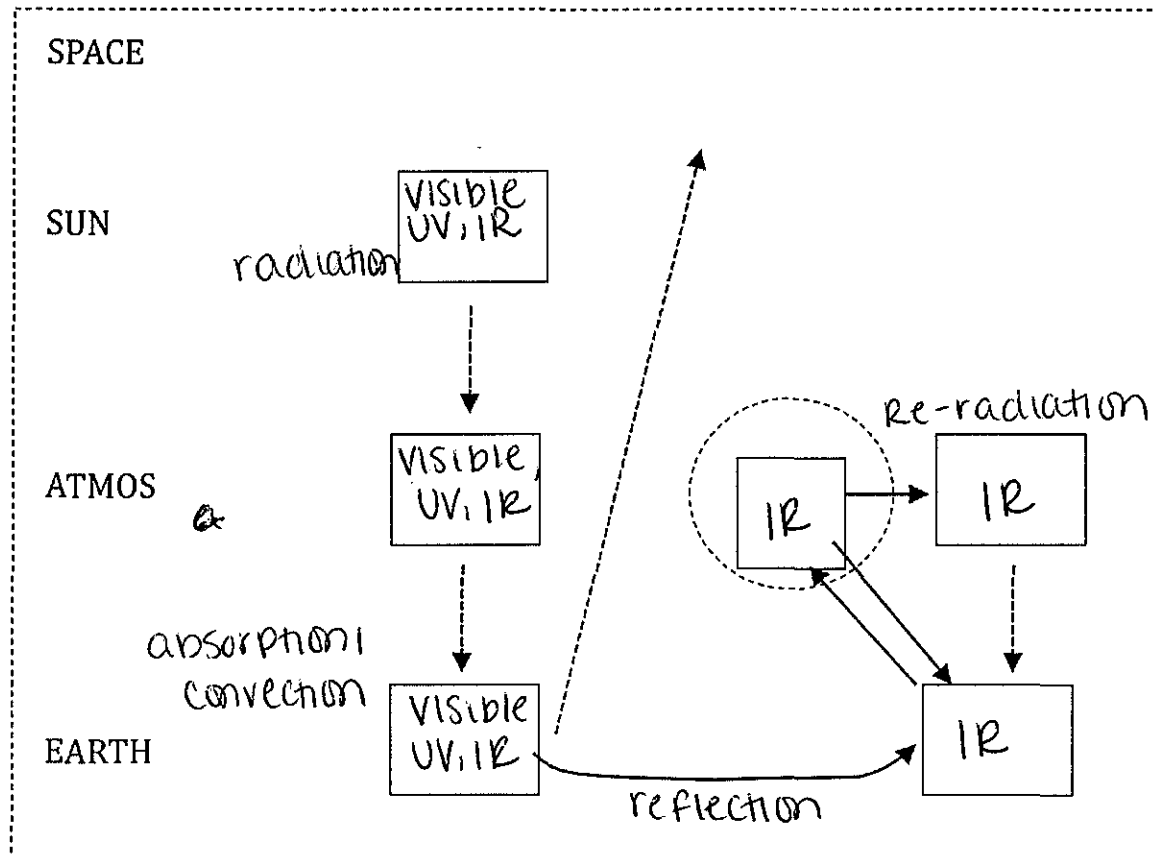 SPACE
SUN
visible
UV, IR
radiation
Re-radiation
ATMOS
visible,
UV, IR
IR
IR
absorption,
convection
EARTH
visible
UV, IR
IR
reflection